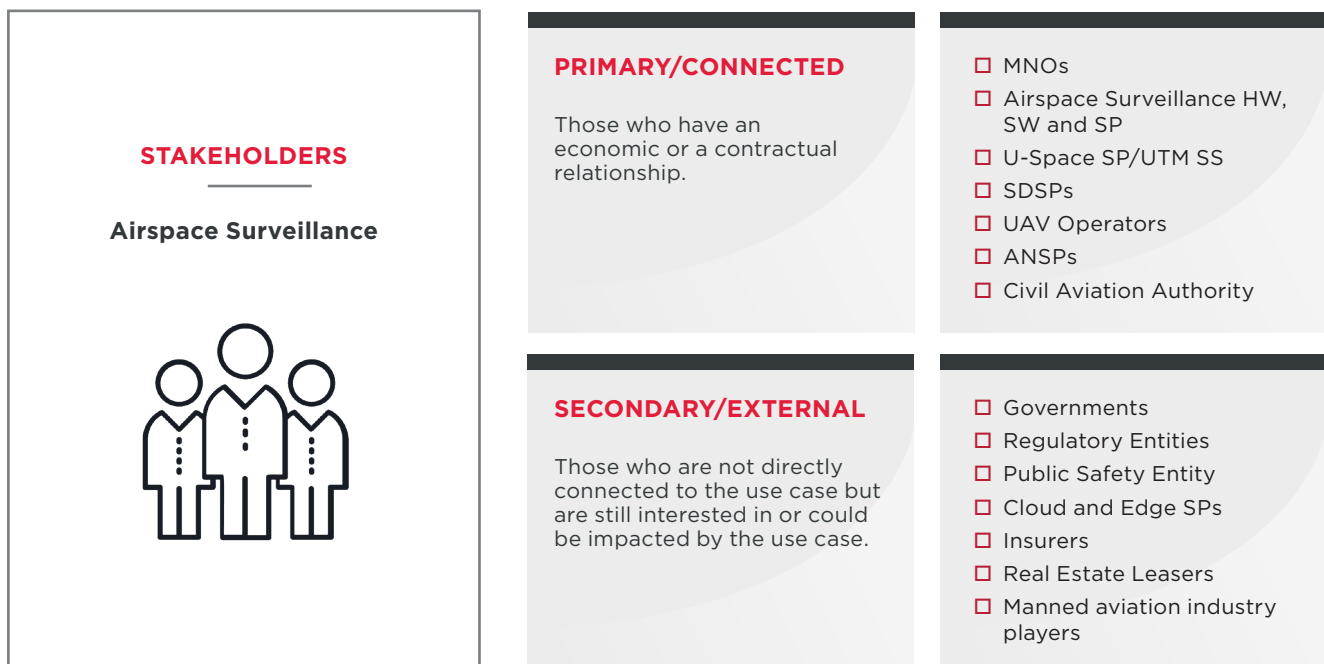 STAKEHOLDERS
Airspace Surveillance
PRIMARY/CONNECTED
Those who have an
economic or a contractual
relationship.
MNOs
Airspace Surveillance HW,
SW and SP
U-Space SP/UTM SS
SDSPs
UAV Operators
ANSPs
Civil Aviation Authority
SECONDARY/EXTERNAL
Those who are not directly
connected to the use case but
are still interested in or could
be impacted by the use case.
Governments
Regulatory Entities
Public Safety Entity
Cloud and Edge SPs
Insurers
Real Estate Leasers
Manned aviation industry
players